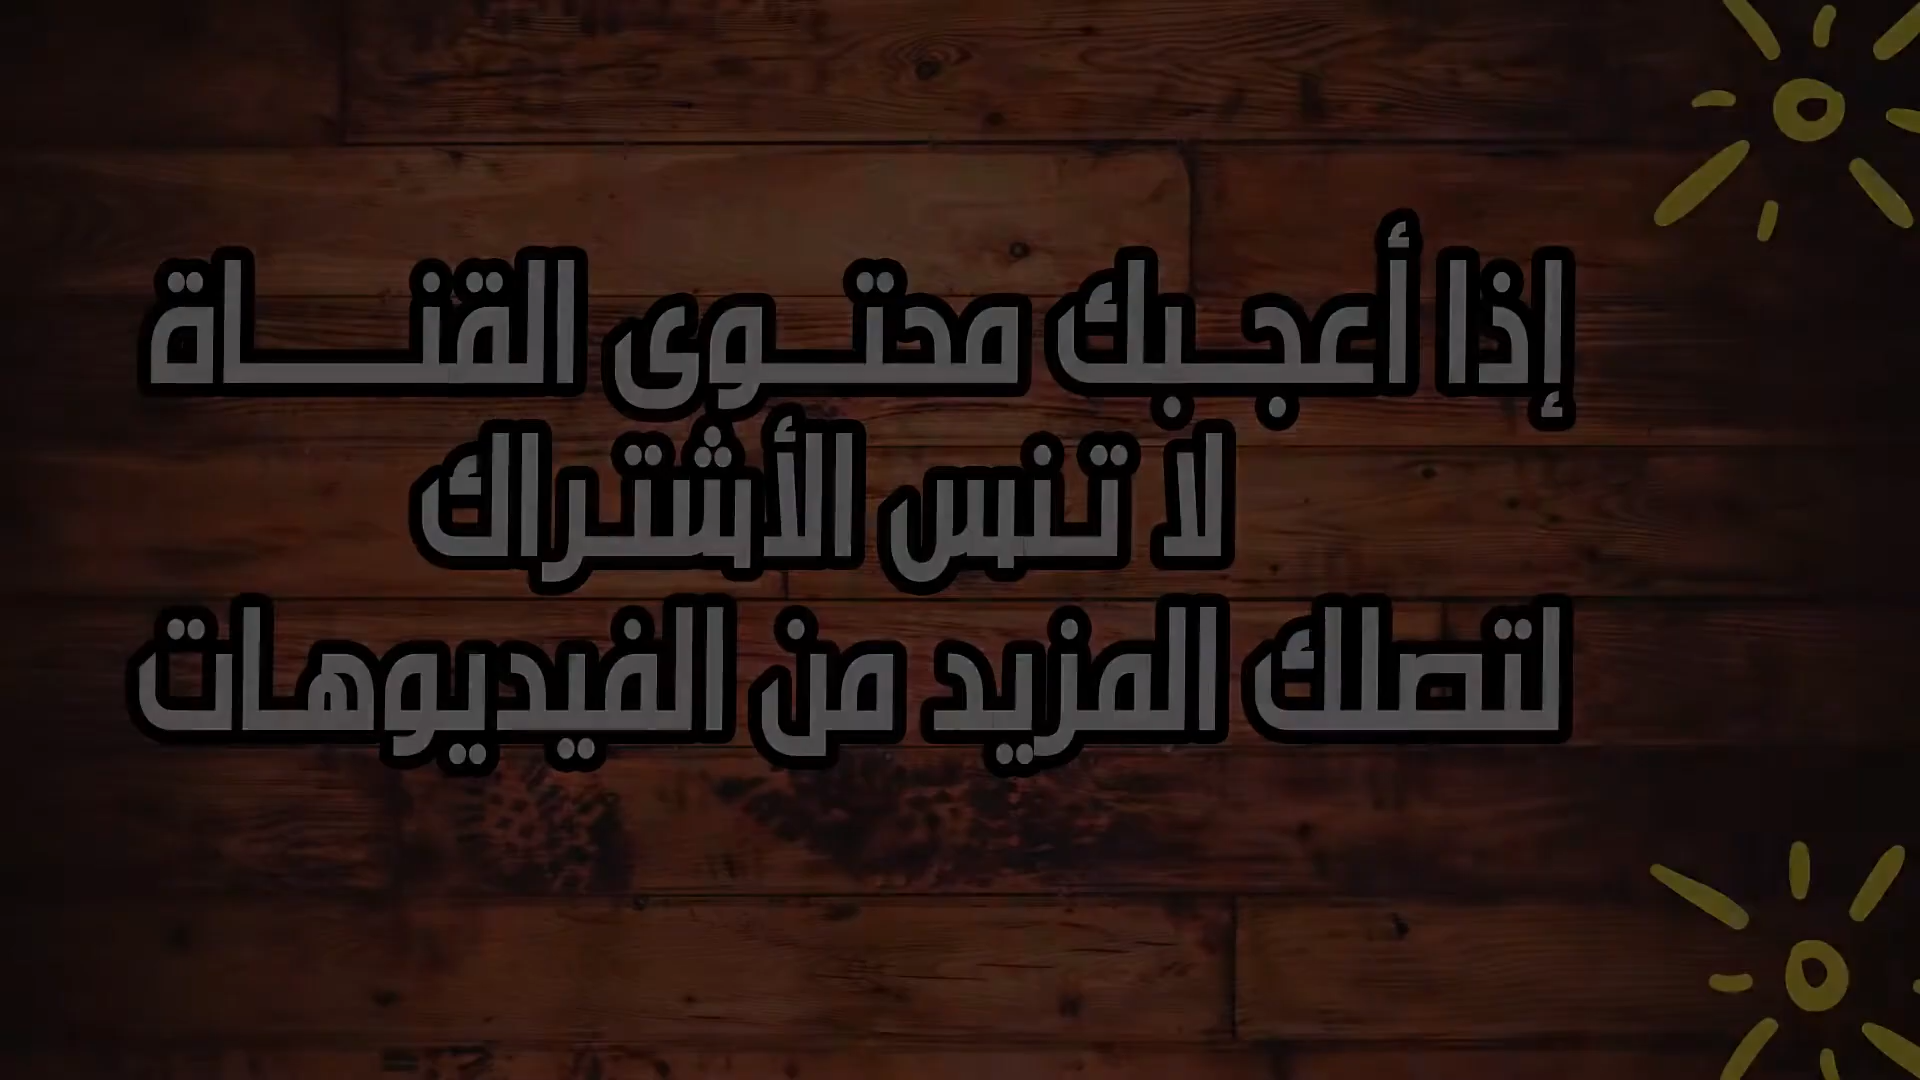 إذا أعجبك محتوى القناة
لا تنس الأشتراك
لتصلك المزيد من الفيديوهات